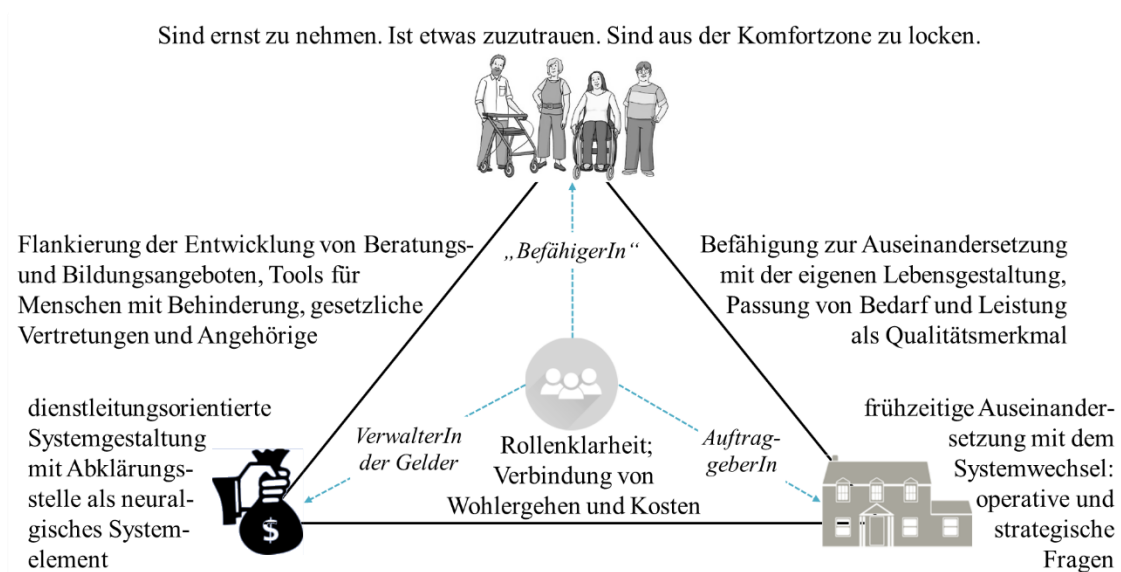 Sind ernst zu nehmen. Ist etwas zuzutrauen. Sind aus der Komfortzone zu locken.
Flankierung der Entwicklung von Beratungs-
und Bildungsangeboten, Tools für
Menschen mit Behinderung, gesetzliche
Vertretungen und Angehörige
„BefähigerIn“
Befähigung zur Auseinandersetzung
mit der eigenen Lebensgestaltung,
Passung von Bedarf und Leistung
als Qualitätsmerkmal
dienstleitungsorientierte
Systemgestaltung
mit Abklärungs-
stelle als neural-
gisches System-
element
VerwalterIn
der Gelder
$
Rollenklarheit;
Verbindung von
Wohlergehen und Kosten
Auftrag-
geberIn
frühzeitige Auseinander-
setzung mit dem
Systemwechsel:
operative und
strategische
Fragen